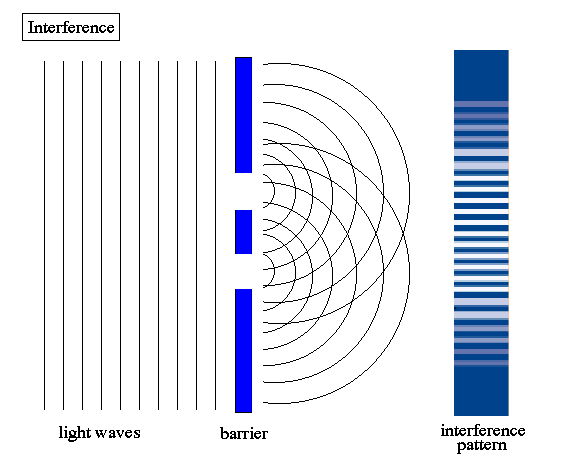 Interference
light waves
barrier
interference
pattern